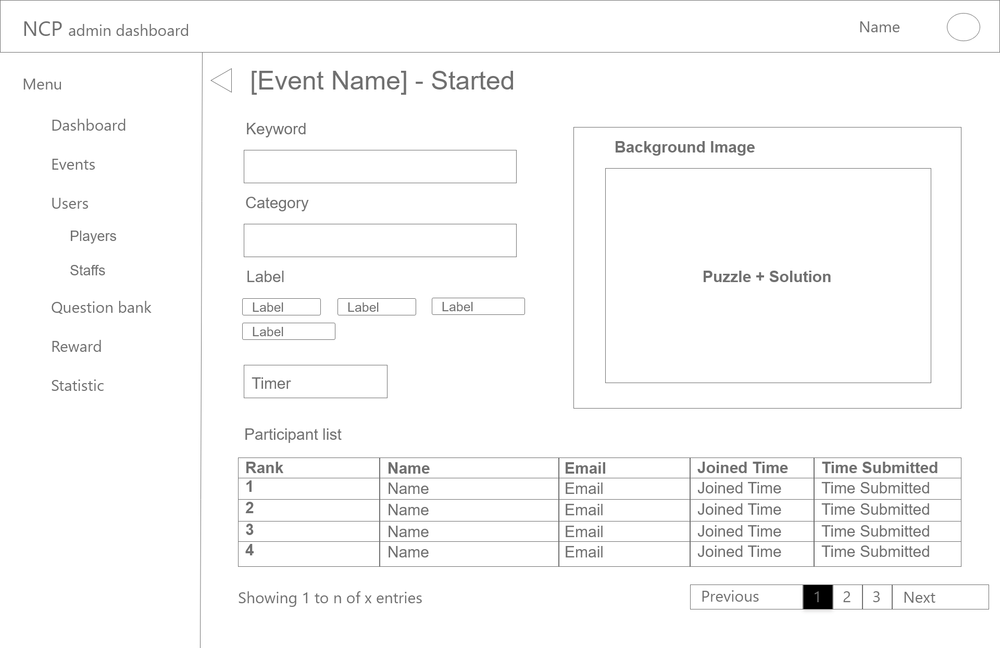 NCP admin dashboard
Name
Menu
Dashboard
Events
Users
Players
Staffs
Question bank
Reward
Statistic
[Event Name] - Started
Keyword
Category
Label
Label Label Label
Label
Timer
Background Image
Puzzle + Solution
Participant list
Rank Name Email Joined Time Time Submitted
1 Name Email Joined Time Time Submitted
2 Name Email Joined Time Time Submitted
3 Name Email Joined Time Time Submitted
4 Name Email Joined Time Time Submitted
Showing 1 to n of x entries
Previous 1 2 3 Next